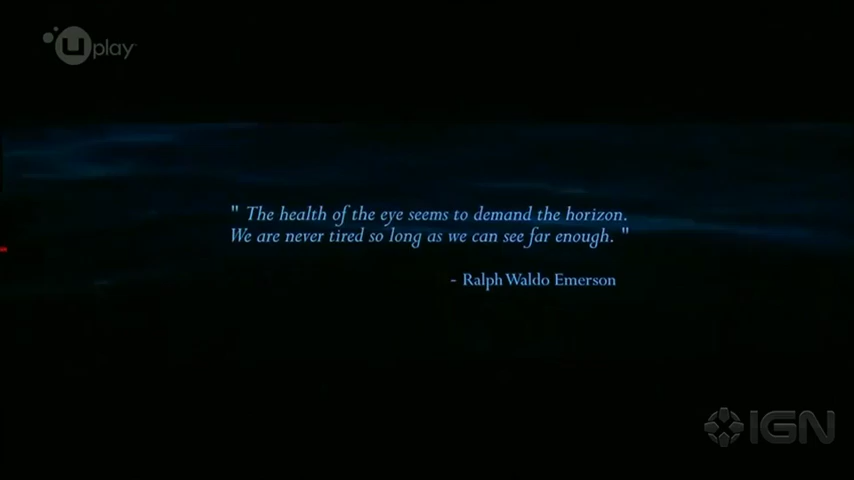 Uplay
" The health of the eye seems to demand the horizon.
We are never tired so long as we can see far enough. "
- Ralph Waldo Emerson
IGN